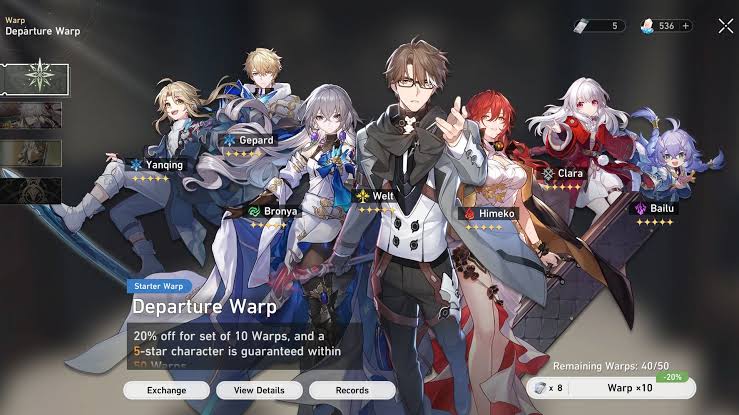 Warp
Departure Warp
5
536 +
Gepard
Yanqing
Welt
Clara
Bronya
Himeko
Bailu
Starter Warp
Departure Warp
20% off for set of 10 Warps, and a
5-star character is guaranteed within
50 Warps
Remaining Warps: 40/50
-20%
Exchange
View Details
Records
x 8
Warp ×10